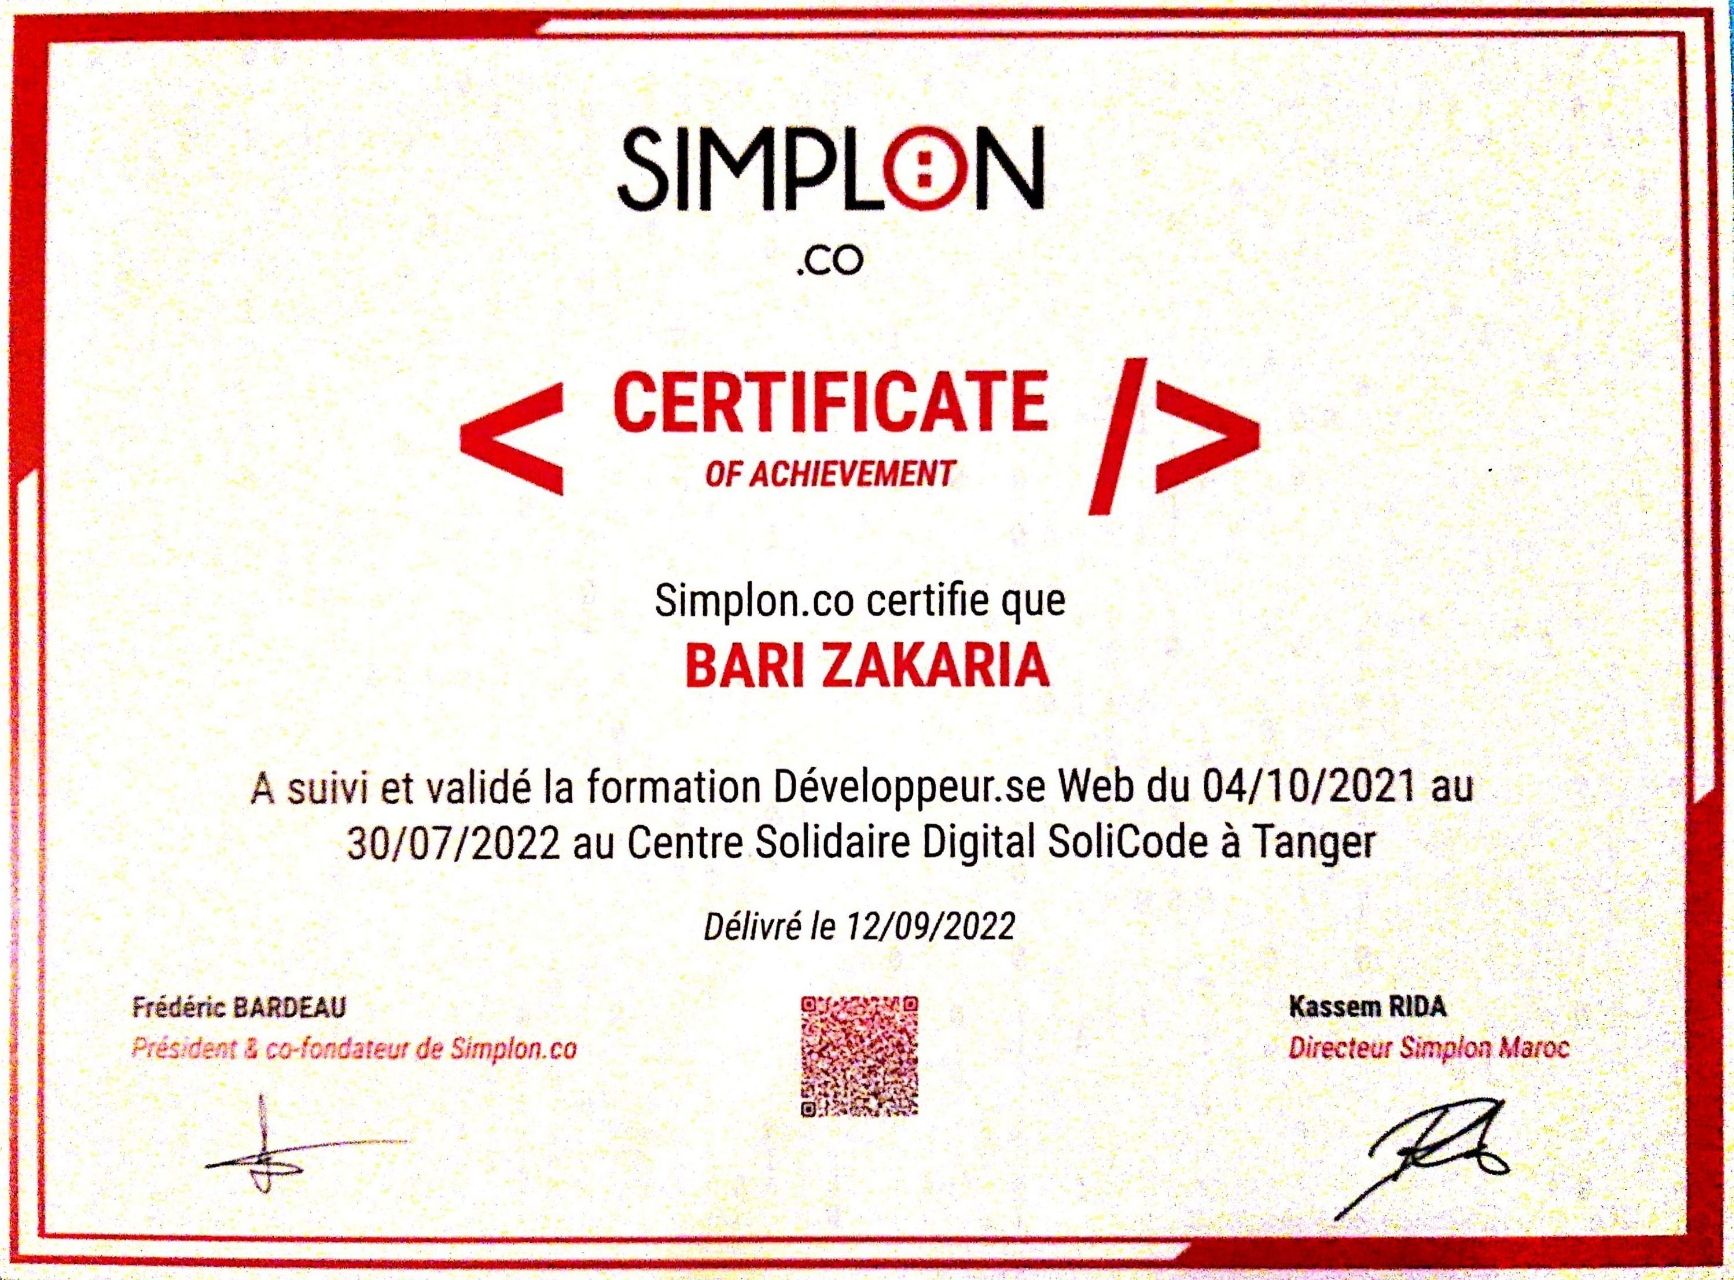 SIMPLON
.CO
< CERTIFICATE />
OF ACHIEVEMENT
Simplon.co certifie que
BARI ZAKARIA
A suivi et validé la formation Développeur.se Web du 04/10/2021 au
30/07/2022 au Centre Solidaire Digital SoliCode à Tanger
Délivré le 12/09/2022
Frédéric BARDEAU
Président & co-fondateur de Simplon.co
Kassem RIDA
Directeur Simplon Maroc